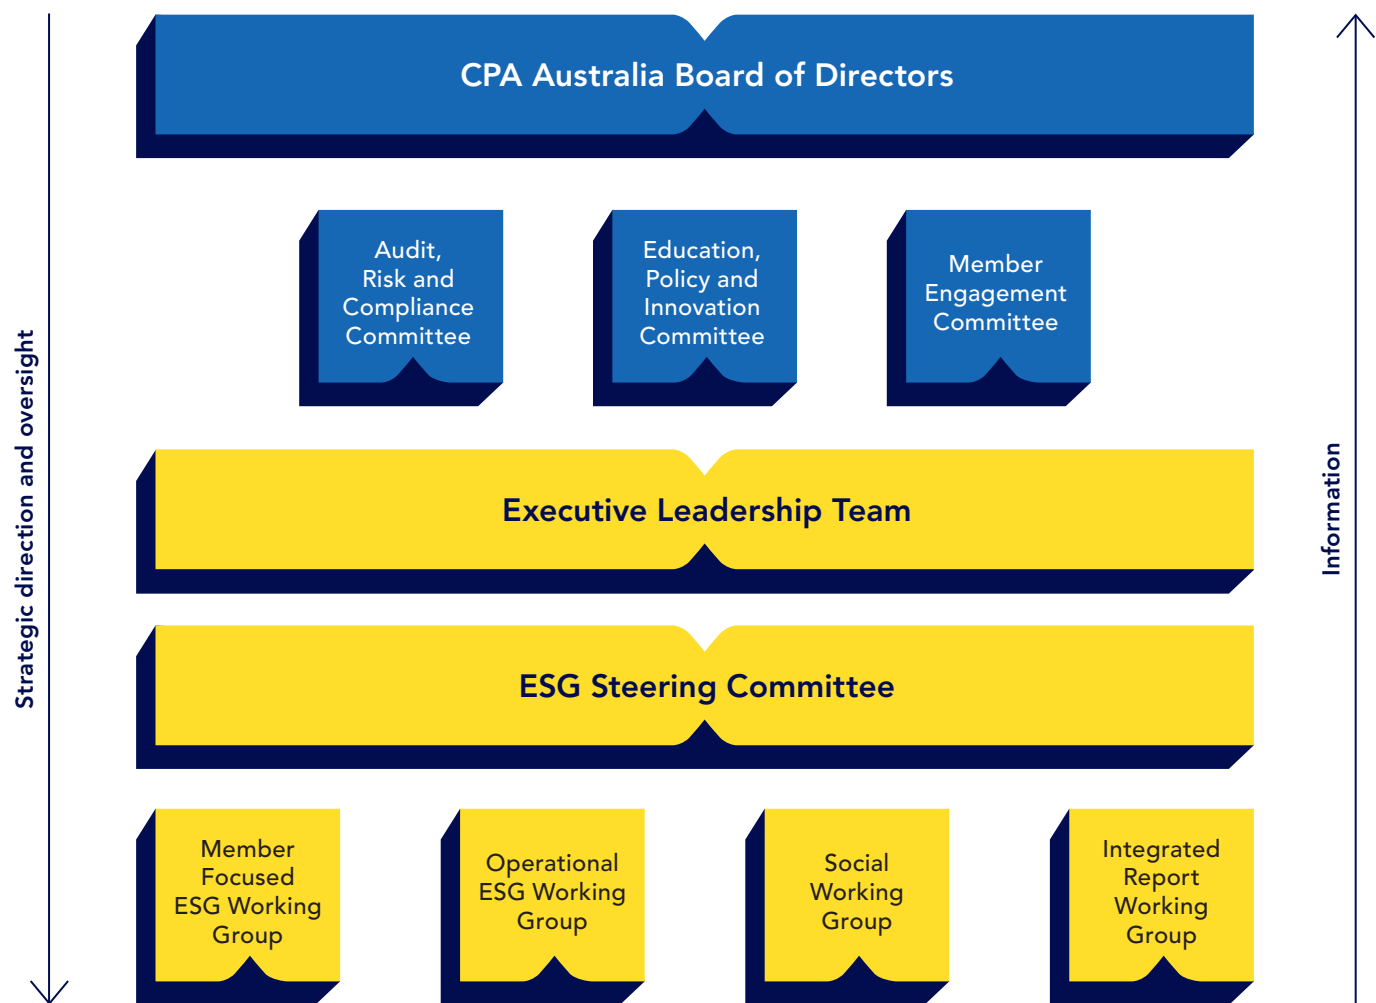 CPA Australia Board of Directors
Audit,
Risk and
Compliance
Committee
Education,
Policy and
Innovation
Committee
Member
Engagement
Committee
Strategic direction and oversight
Information
Executive Leadership Team
ESG Steering Committee
Member
Focused
ESG Working
Group
Operational
ESG Working
Group
Social
Working
Group
Integrated
Report
Working
Group